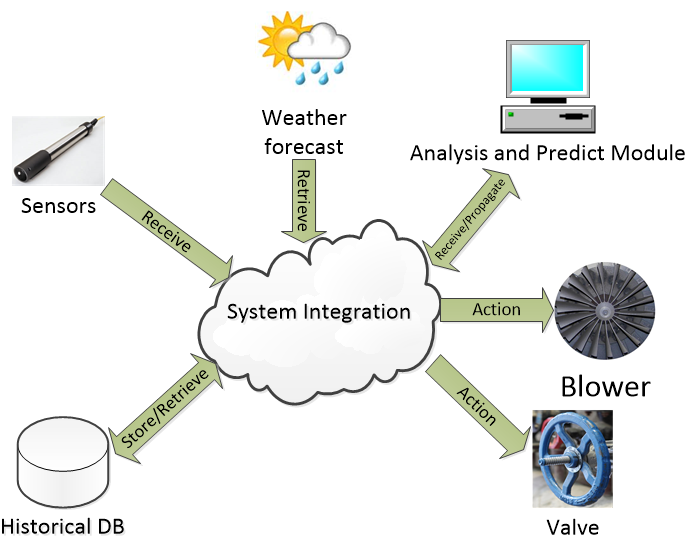 Weather
forecast
Analysis and Predict Module
Sensors
Receive
Retrieve
Receive/Propagate
System Integration
Action
Blower
Store/Retrieve
Action
Historical DB
Valve